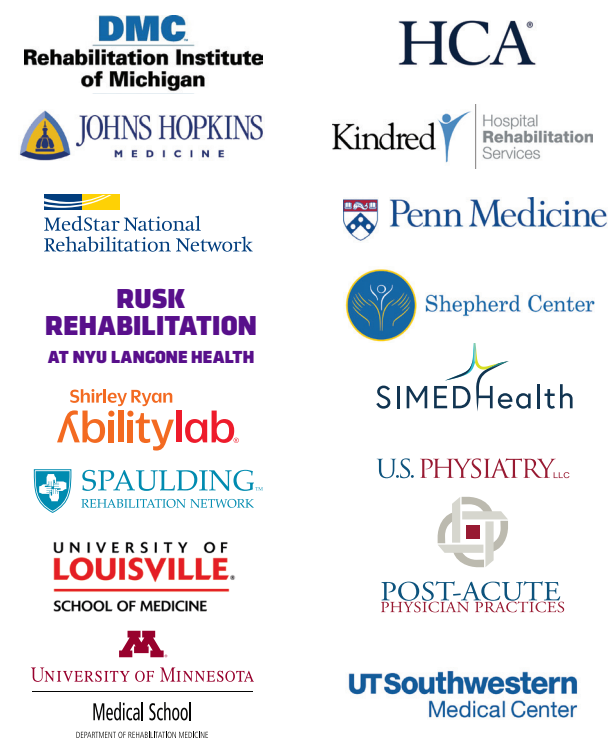 DMC
Rehabilitation Institute
of Michigan
JOHNS HOPKINS
MEDICINE
MedStar National
Rehabilitation Network
RUSK
REHABILITATION
AT NYU LANGONE HEALTH
Shirley Ryan
Abilitylab®
SPAULDING™
REHABILITATION NETWORK
UNIVERSITY OF
LOUISVILLE®
SCHOOL OF MEDICINE
M
UNIVERSITY OF MINNESOTA
Medical School
DEPARTMENT OF REHABILITATION MEDICINE
HCA®
Kindred
Hospital
Rehabilitation
Services
Penn Medicine
Shepherd Center
SIMEDHealth
U.S. PHYSIATRY LLC
POST-ACUTE
PHYSICIAN PRACTICES
UTSouthwestern
Medical Center